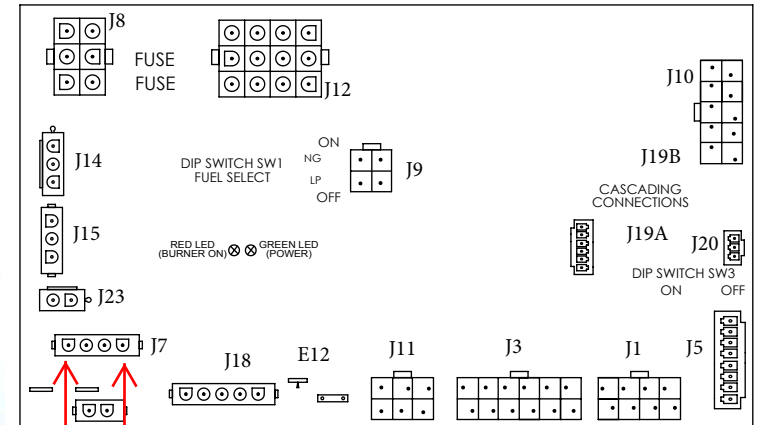 J8
FUSE
FUSE
J12
J10
J14
DIP SWITCH SW1
FUEL SELECT
ON
NG
LP
OFF
J9
J19B
CASCADING
CONNECTIONS
J15
RED LED
(BURNER ON)
GREEN LED
(POWER)
J19A
J20
DIP SWITCH SW3
ON OFF
J23
J7
J18
E12
J11
J3
J1
J5